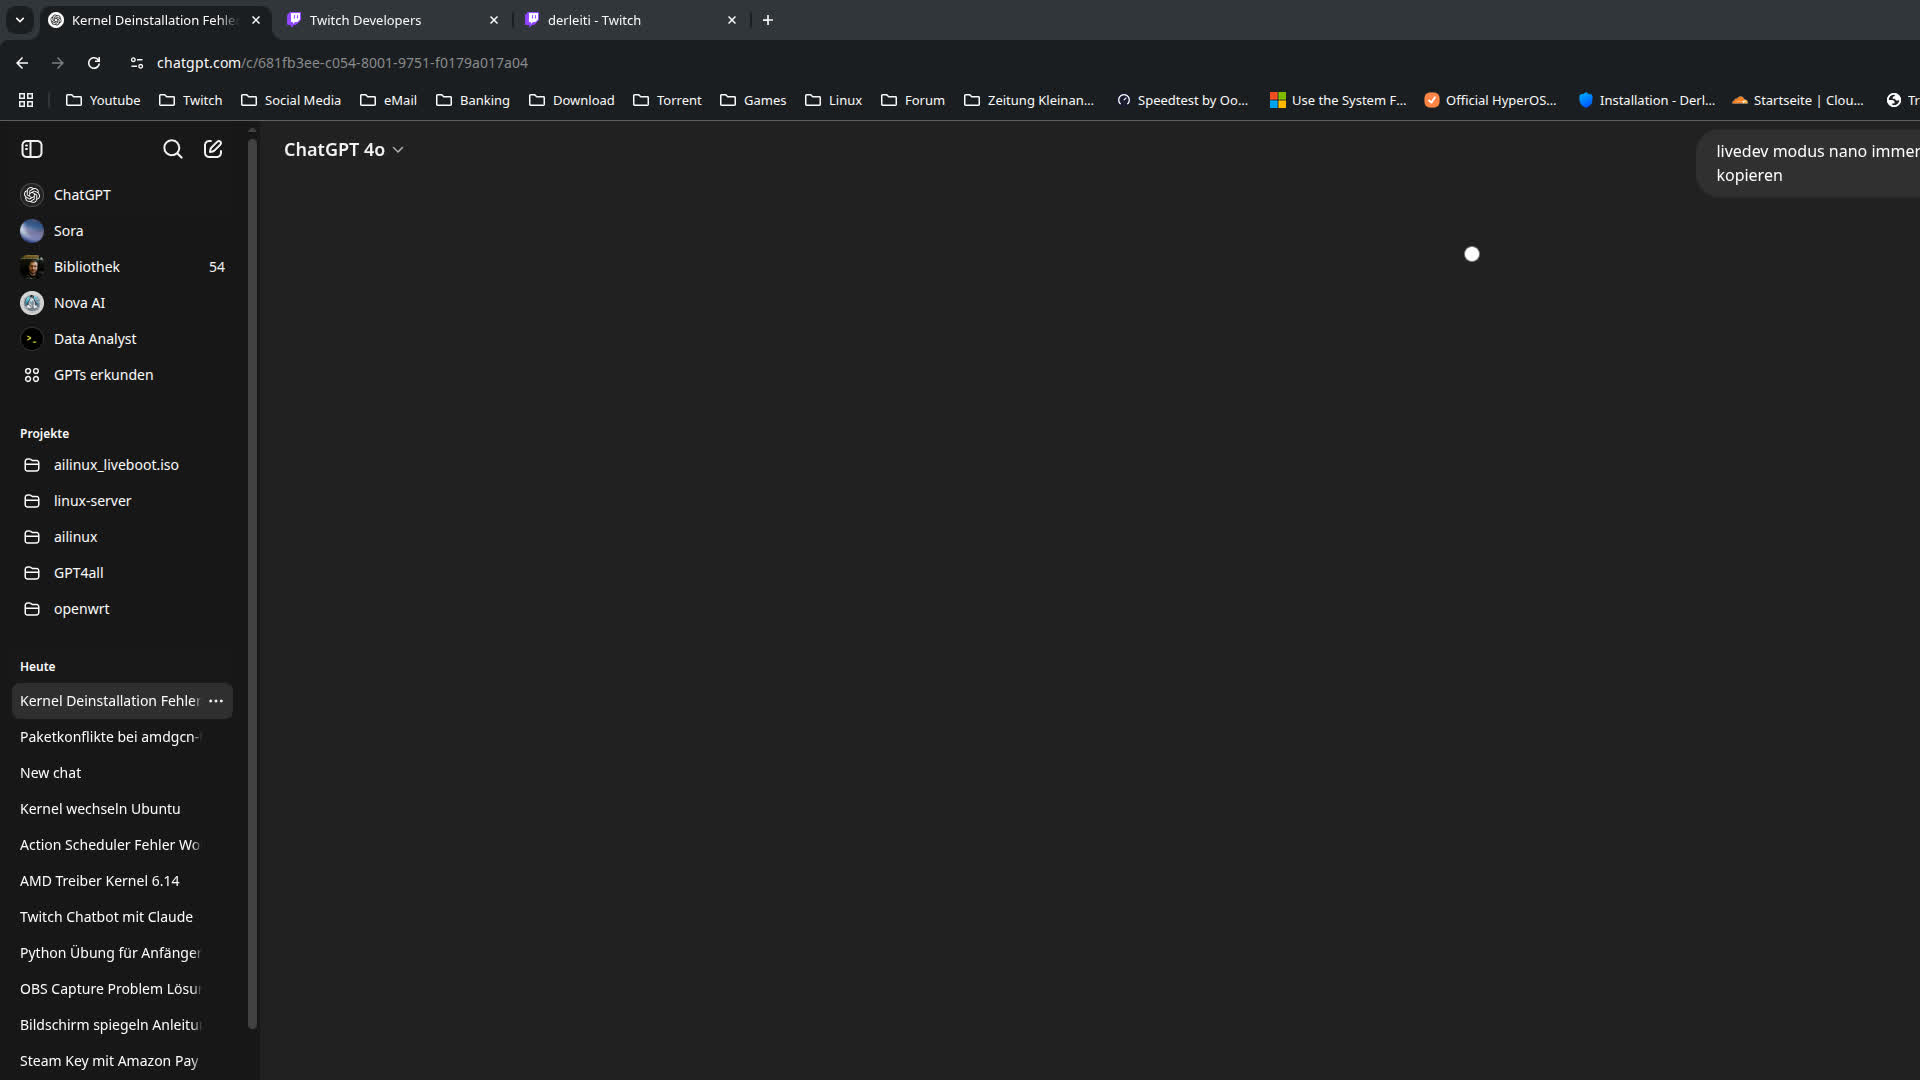 Kernel Deinstallation Fehle
Twitch Developers
derleiti - Twitch
chatgpt.com/c/681fb3ee-c054-8001-9751-f0179a017a04
Youtube
Twitch
Social Media
eMail
Banking
Download
Torrent
Games
Linux
Forum
Zeitung Kleinan...
Speedtest by Oo...
Use the System F...
Official HyperOS...
Installation - Derl...
Startseite | Clou...
Tr
ChatGPT 4o
livedev modus nano immer
kopieren
ChatGPT
Sora
Bibliothek 54
Nova AI
Data Analyst
GPTs erkunden
Projekte
ailinux_liveboot.iso
linux-server
ailinux
GPT4all
openwrt
Heute
Kernel Deinstallation Fehler
Paketkonflikte bei amdgcn-
New chat
Kernel wechseln Ubuntu
Action Scheduler Fehler Wo
AMD Treiber Kernel 6.14
Twitch Chatbot mit Claude
Python Übung für Anfänger
OBS Capture Problem Lösu
Bildschirm spiegeln Anleitu
Steam Key mit Amazon Pay